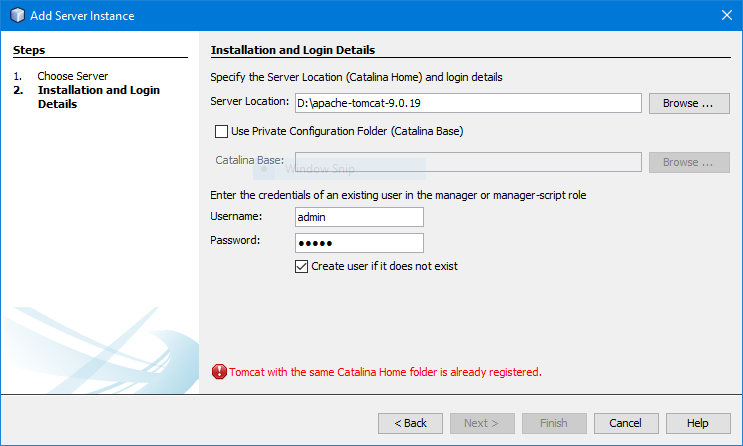 Add Server Instance
Steps
1. Choose Server
2. Installation and Login
Details
Installation and Login Details
Specify the Server Location (Catalina Home) and login details
Server Location: D:\apache-tomcat-9.0.19 Browse ...
Use Private Configuration Folder (Catalina Base)
Catalina Base: Browse ...
Window Snip
Enter the credentials of an existing user in the manager or manager-script role
Username: admin
Password: •••••
Create user if it does not exist
Tomcat with the same Catalina Home folder is already registered.
< Back Next > Finish Cancel Help